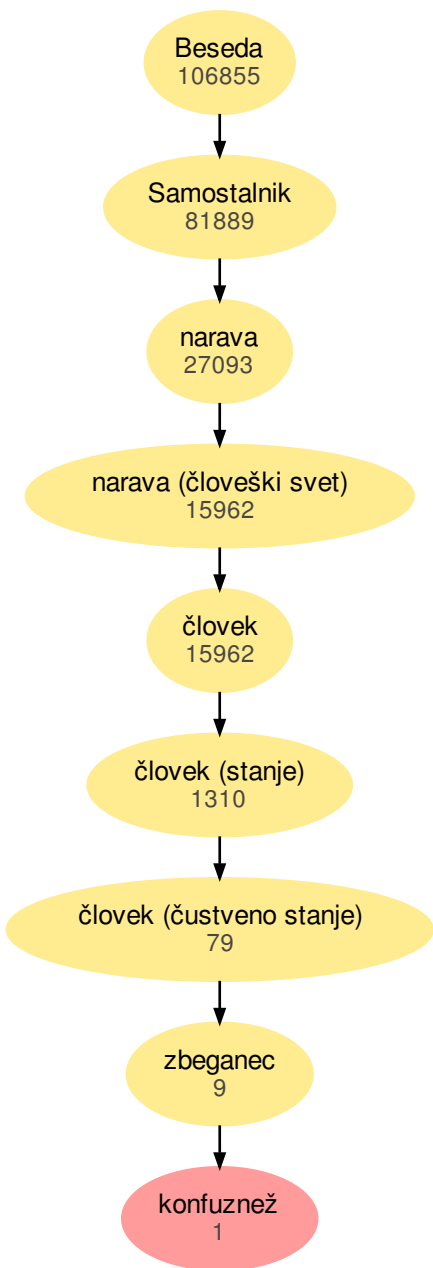 Beseda
106855
Samostalnik
81889
narava
27093
narava (človeški svet)
15962
človek
15962
človek (stanje)
1310
človek (čustveno stanje)
79
zbeganec
9
konfuznež
1